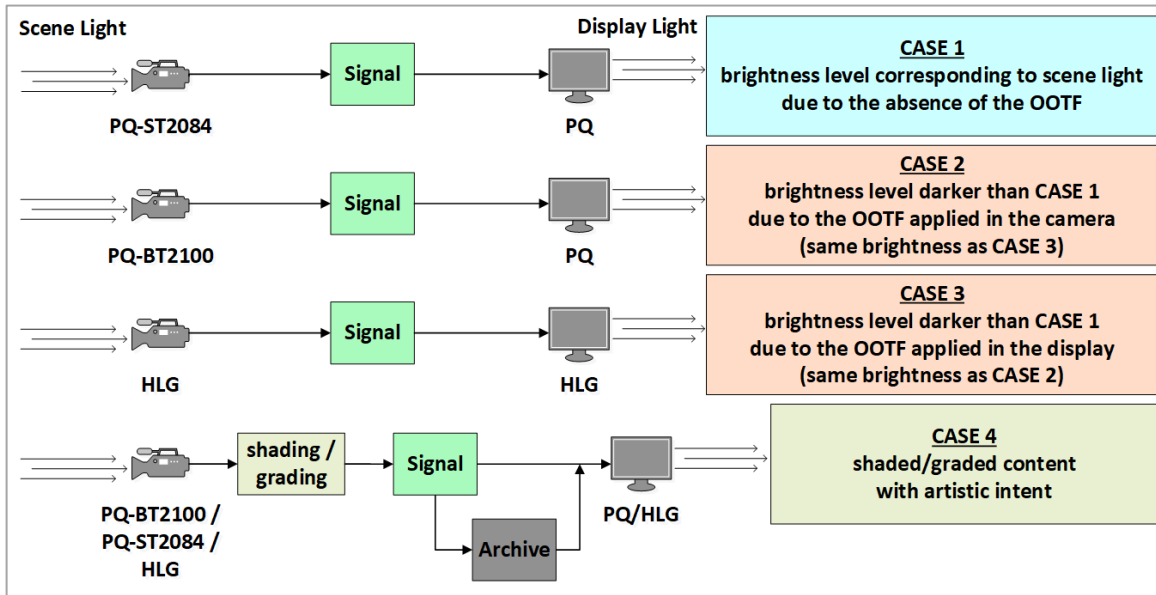 Scene Light
Display Light
Signal
PQ-ST2084
PQ
CASE 1
brightness level corresponding to scene light
due to the absence of the OOTF
Signal
PQ-BT2100
PQ
CASE 2
brightness level darker than CASE 1
due to the OOTF applied in the camera
(same brightness as CASE 3)
Signal
HLG
HLG
CASE 3
brightness level darker than CASE 1
due to the OOTF applied in the display
(same brightness as CASE 2)
shading /
grading
Signal
PQ-BT2100 /
PQ-ST2084 /
HLG
Archive
PQ/HLG
CASE 4
shaded/graded content
with artistic intent